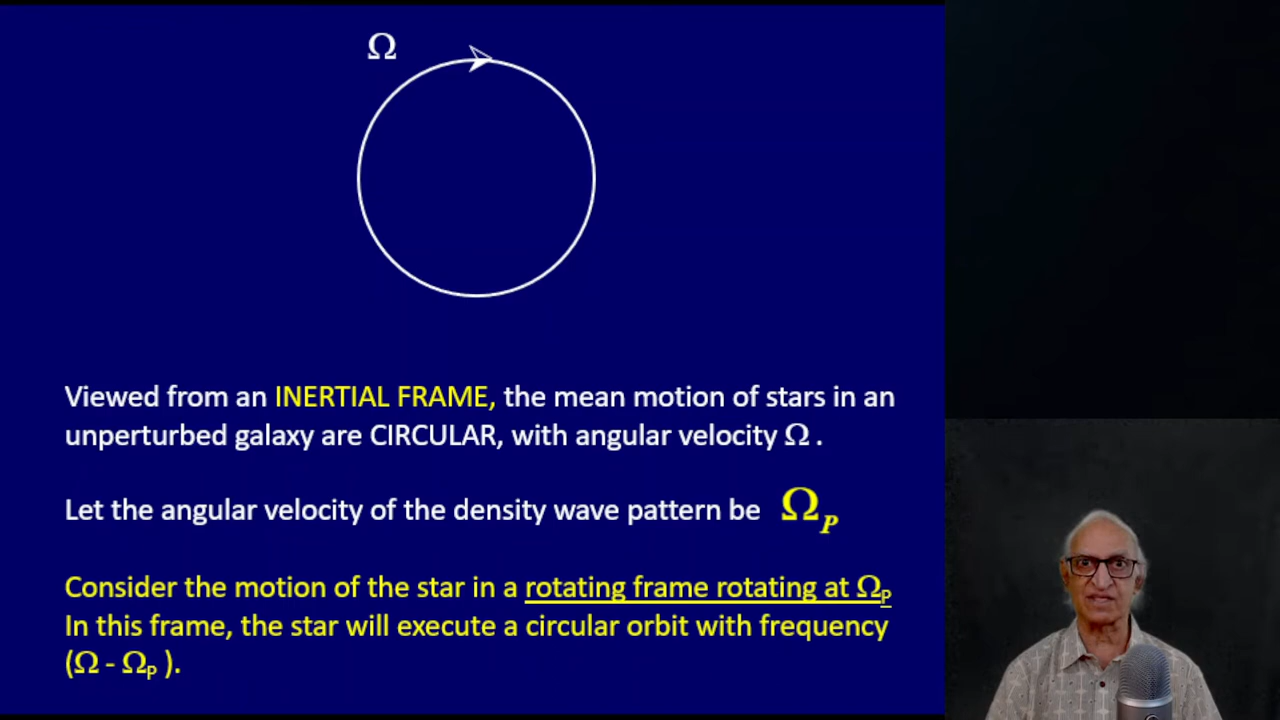 Ω
Viewed from an INERTIAL FRAME, the mean motion of stars in an
unperturbed galaxy are CIRCULAR, with angular velocity Ω .
Let the angular velocity of the density wave pattern be Ωₚ
Consider the motion of the star in a rotating frame rotating at Ωₚ
In this frame, the star will execute a circular orbit with frequency
(Ω - Ωₚ ).